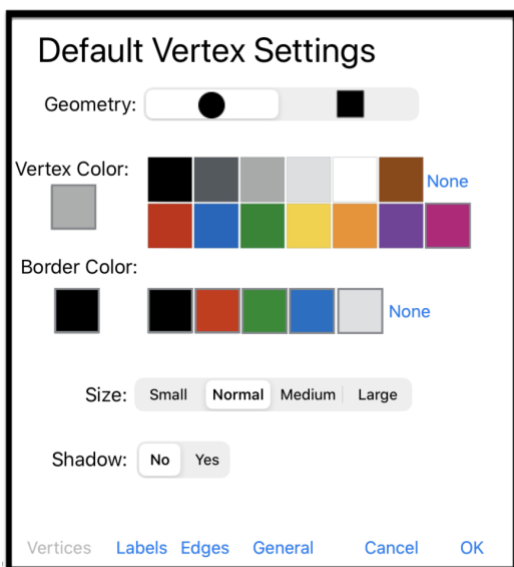 Default Vertex Settings
Geometry:
Vertex Color:
None
Border Color:
None
Size: Small Normal Medium Large
Shadow: No Yes
Vertices Labels Edges General Cancel OK